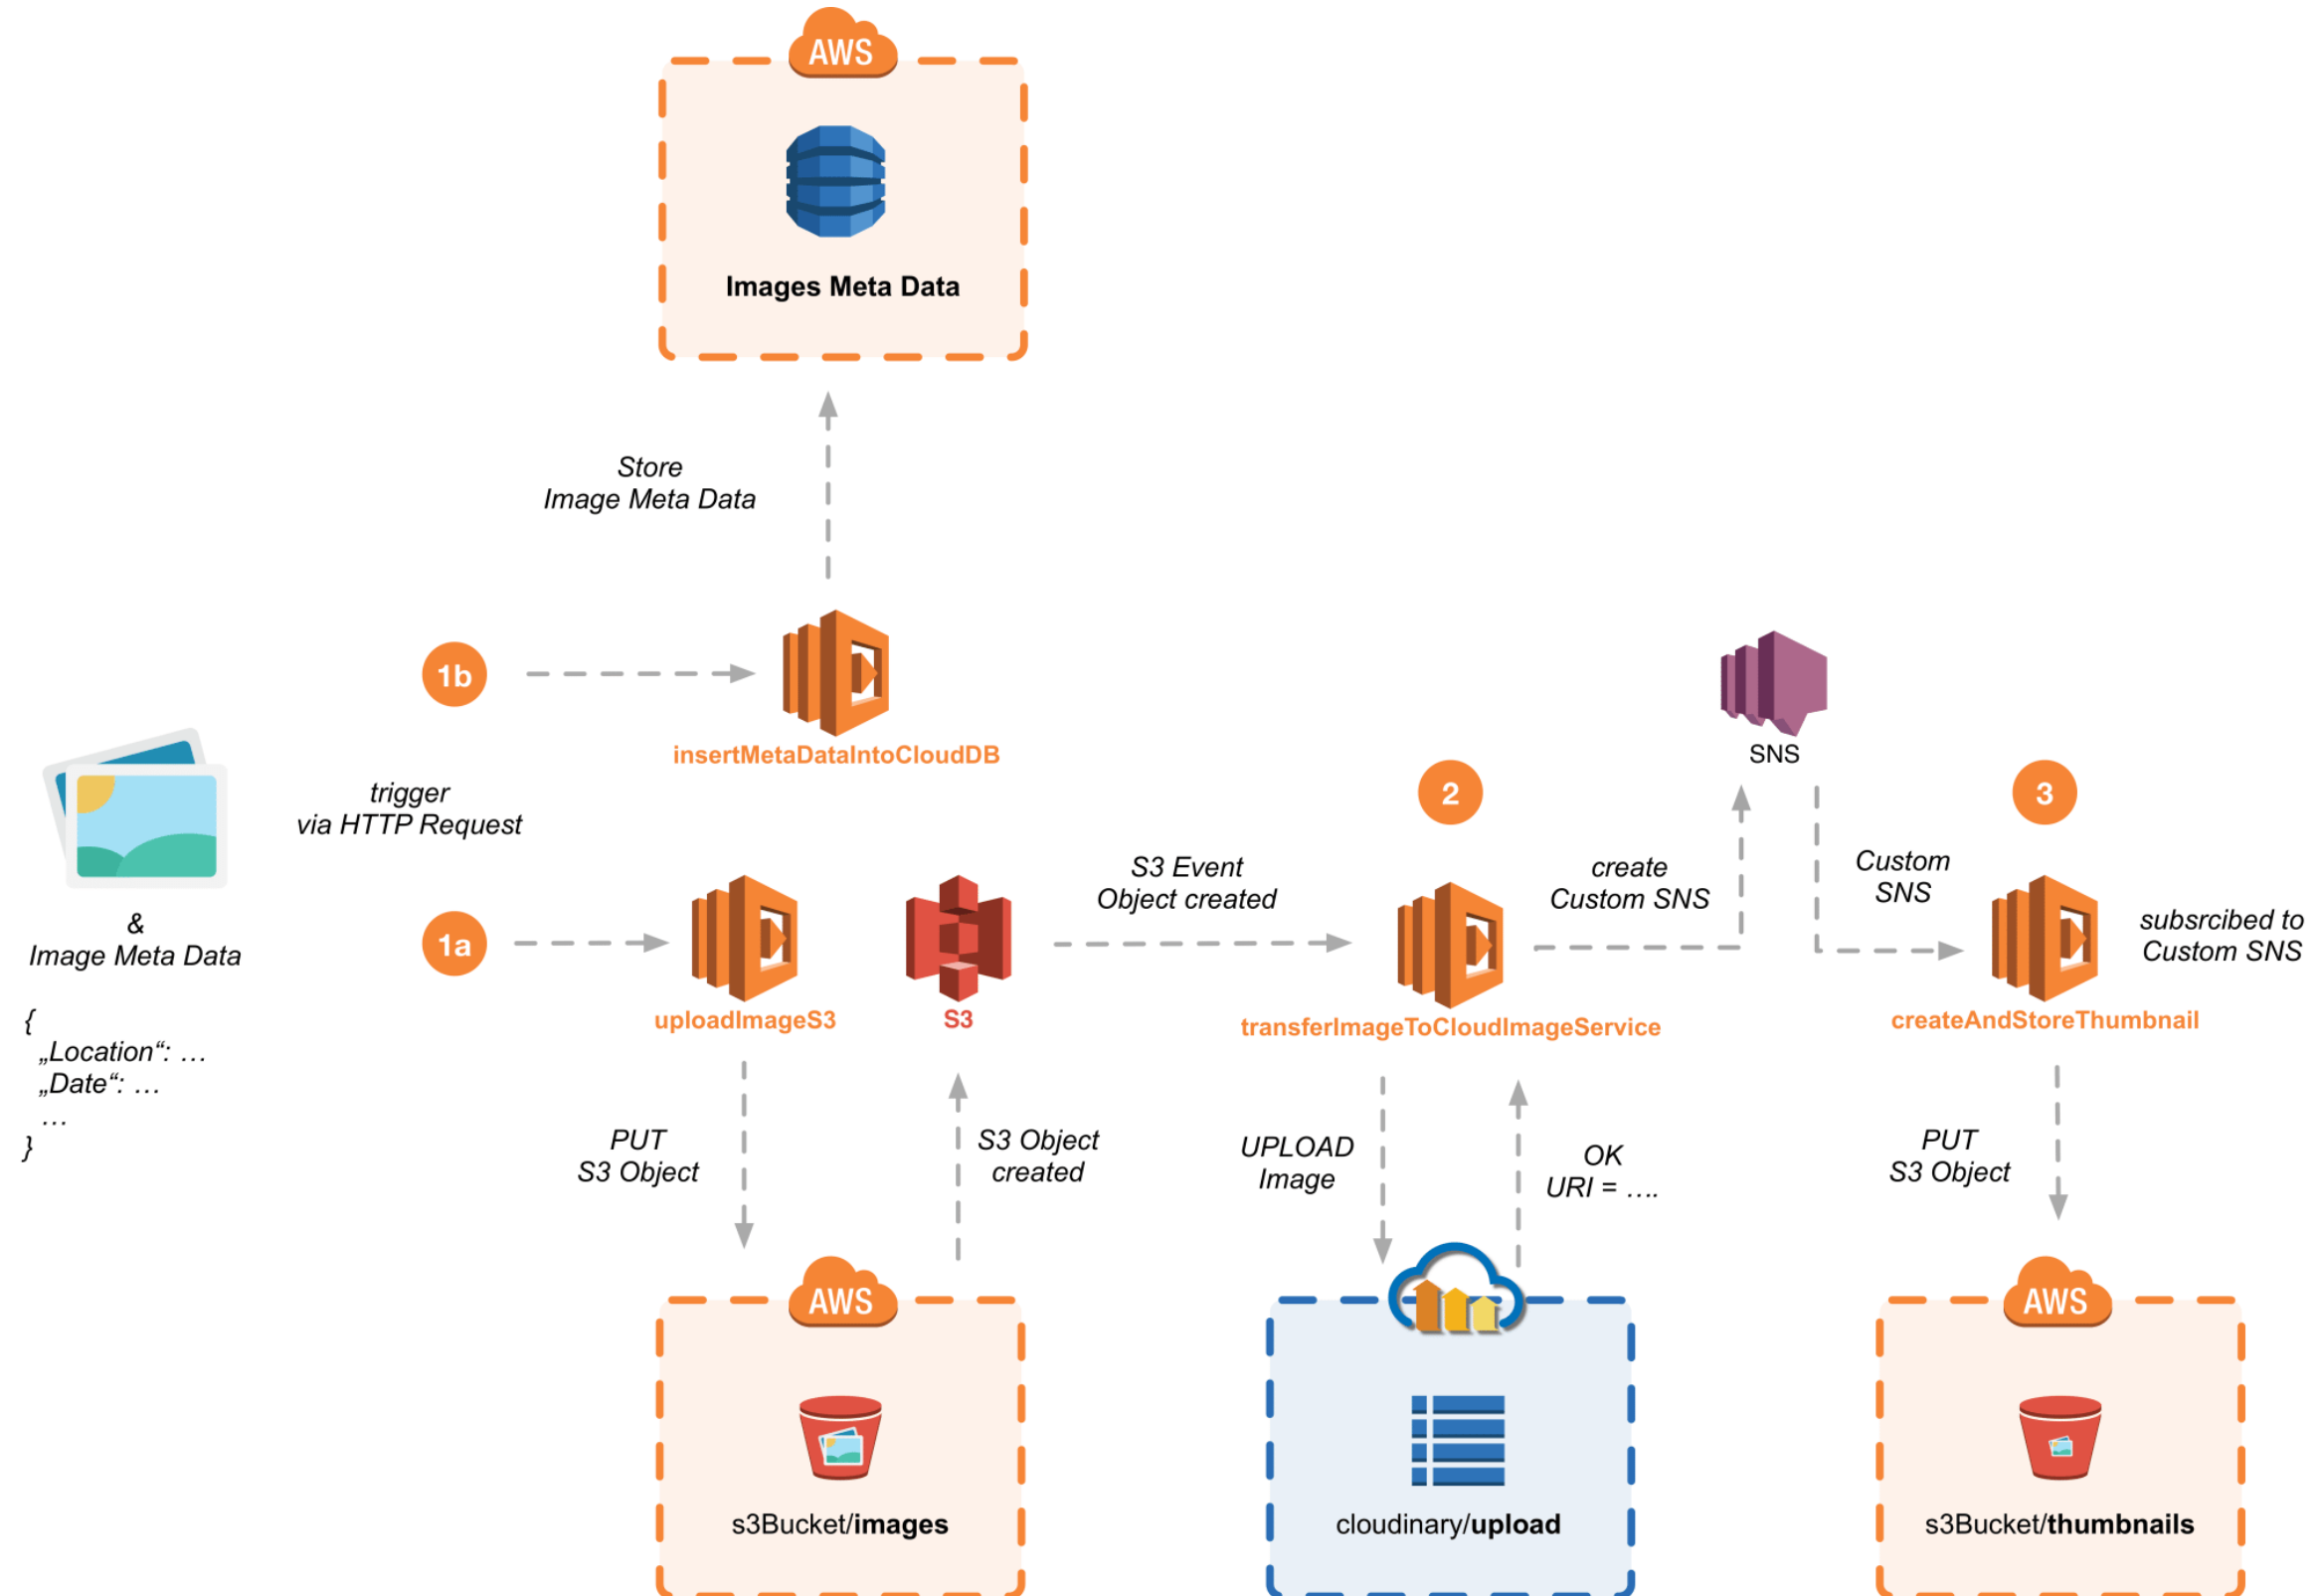 AWS
Images Meta Data
Store
Image Meta Data
1b
insertMetaDataIntoCloudDB
SNS
trigger
via HTTP Request
2
3
&
Image Meta Data
{
„Location“: …
„Date“: …
…
}
1a
uploadImageS3
S3
S3 Event
Object created
transferImageToCloudImageService
create
Custom SNS
Custom
SNS
createAndStoreThumbnail
subsrcibed to
Custom SNS
PUT
S3 Object
S3 Object
created
UPLOAD
Image
OK
URI = ….
PUT
S3 Object
AWS
s3Bucket/images
cloudinary/upload
AWS
s3Bucket/thumbnails